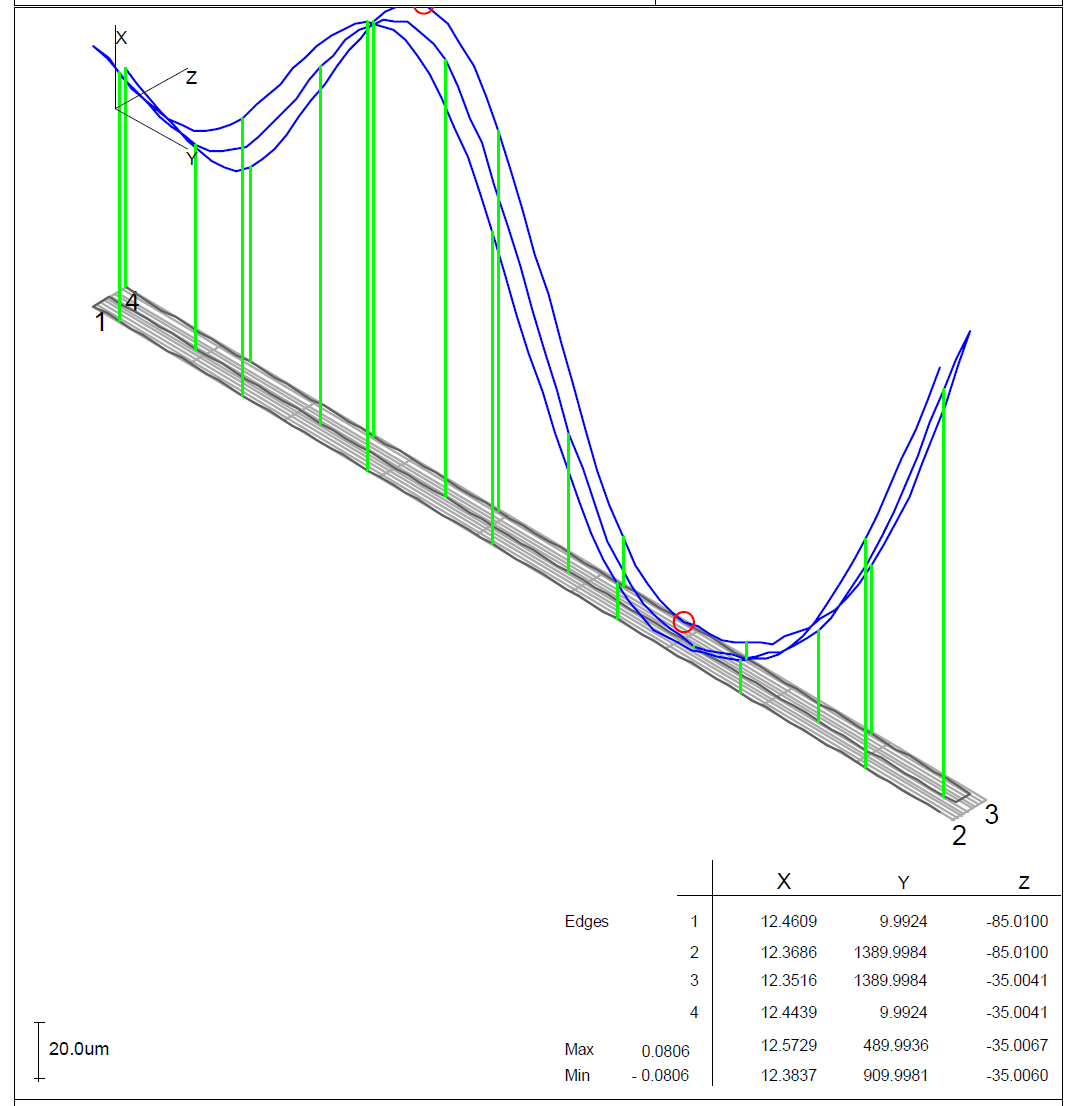 X
Z
Y
4
1
3
2
X Y Z
Edges 1 12.4609 9.9924 -85.0100
2 12.3686 1389.9984 -85.0100
3 12.3516 1389.9984 -35.0041
4 12.4439 9.9924 -35.0041
20.0um
Max 0.0806 12.5729 489.9936 -35.0067
Min - 0.0806 12.3837 909.9981 -35.0060